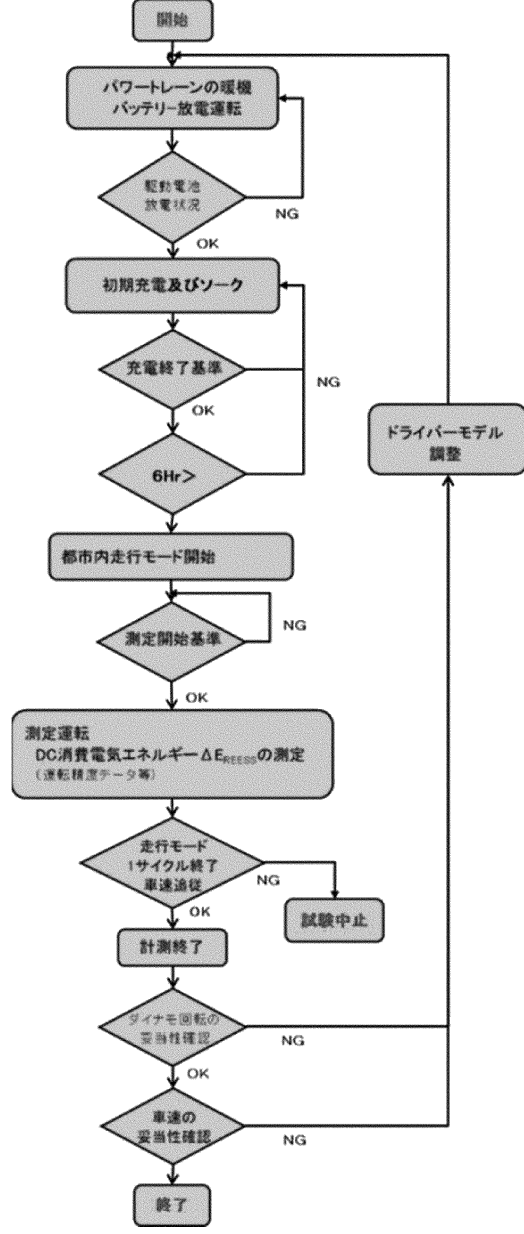 開始
パワートレーンの暖機
バッテリー放電運転
駆動電池
放電状況
NG
OK
初期充電及びソーク
充電終了基準
NG
OK
ドライバーモデル
調整
6Hr>
都市内走行モード開始
測定開始基準
NG
OK
測定運転
DC消費電気エネルギーΔE_REESSの測定
(運転精度データ等)
走行モード
1サイクル終了
車速追従
NG
OK
試験中止
計測終了
ダイナモ回転の
妥当性確認
NG
OK
車速の
妥当性確認
NG
終了